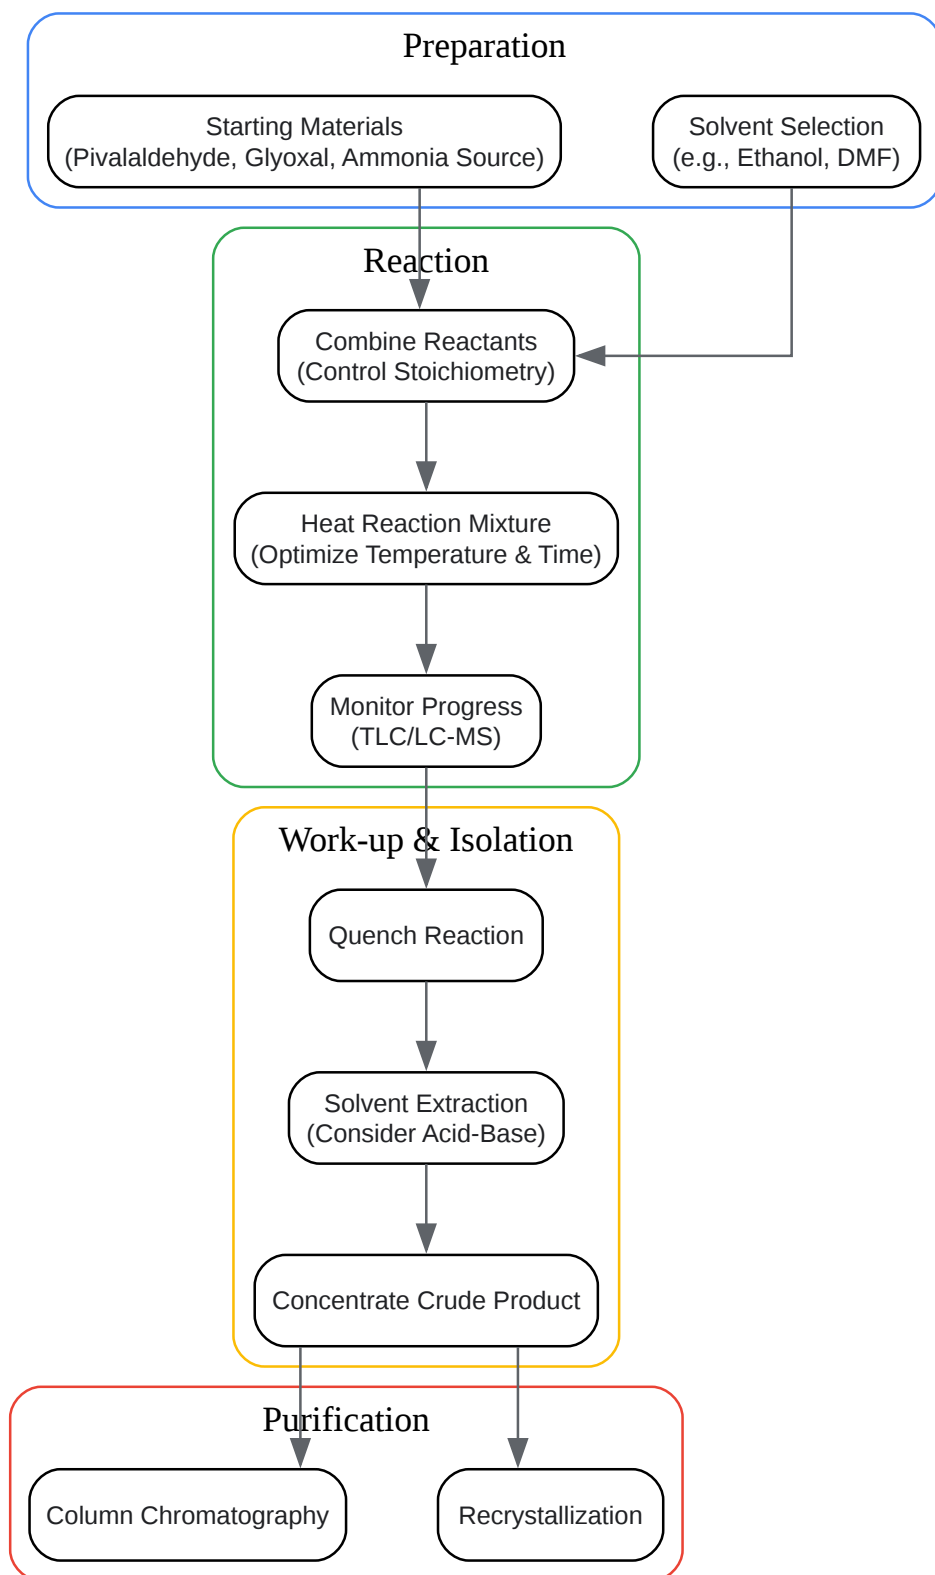 Preparation
Starting Materials
(Pivalaldehyde, Glyoxal, Ammonia Source)
Solvent Selection
(e.g., Ethanol, DMF)
Reaction
Combine Reactants
(Control Stoichiometry)
Heat Reaction Mixture
(Optimize Temperature & Time)
Monitor Progress
(TLC/LC-MS)
Work-up & Isolation
Quench Reaction
Solvent Extraction
(Consider Acid-Base)
Concentrate Crude Product
Purification
Column Chromatography
Recrystallization